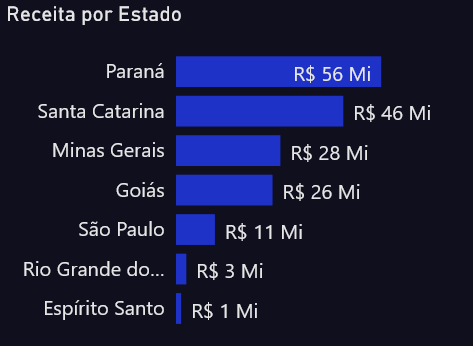 Receita por Estado
Paraná R$ 56 Mi
Santa Catarina R$ 46 Mi
Minas Gerais R$ 28 Mi
Goiás R$ 26 Mi
São Paulo R$ 11 Mi
Rio Grande do... R$ 3 Mi
Espírito Santo R$ 1 Mi